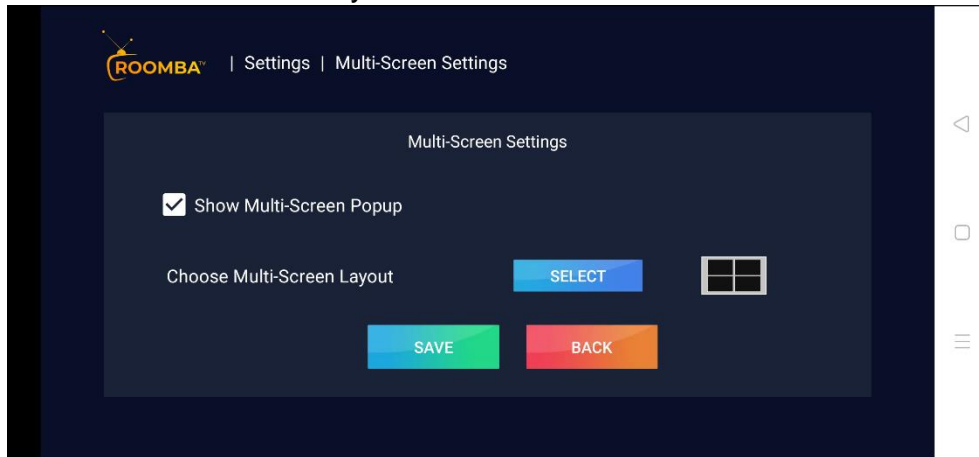 ROOMBA TV | Settings | Multi-Screen Settings
Multi-Screen Settings
Show Multi-Screen Popup
Choose Multi-Screen Layout SELECT
SAVE BACK